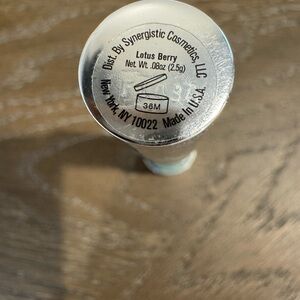 Dist. By Synergistic Cosmetics, LLC
Lotus Berry
Net. Wt. .08oz (2.5g)
36M
New York, NY 10022 Made In U.S.A.